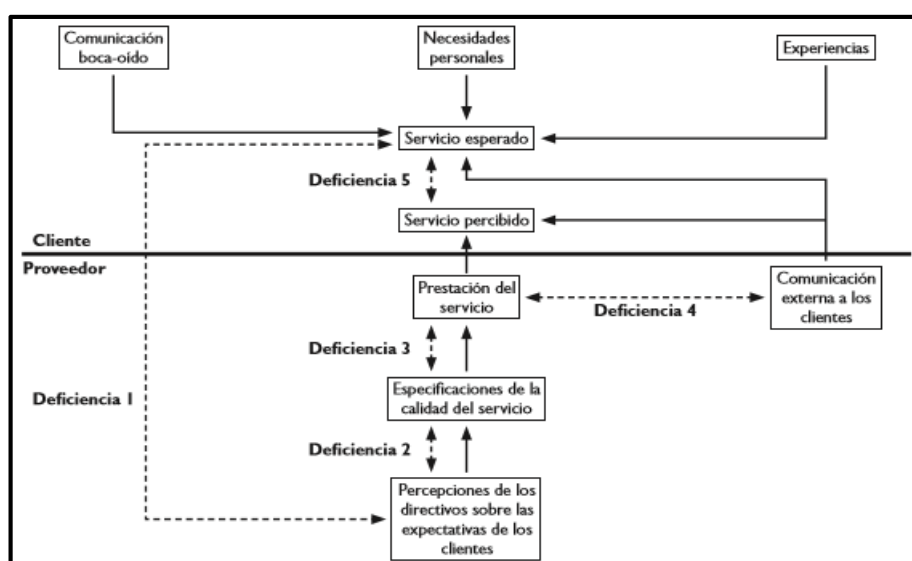 Comunicación
boca-oído
Necesidades
personales
Experiencias
Servicio esperado
Deficiencia 5
Servicio percibido
Cliente
Proveedor
Prestación del
servicio
Comunicación
externa a los
clientes
Deficiencia 4
Deficiencia 3
Especificaciones de la
calidad del servicio
Deficiencia 1
Deficiencia 2
Percepciones de los
directivos sobre las
expectativas de los
clientes